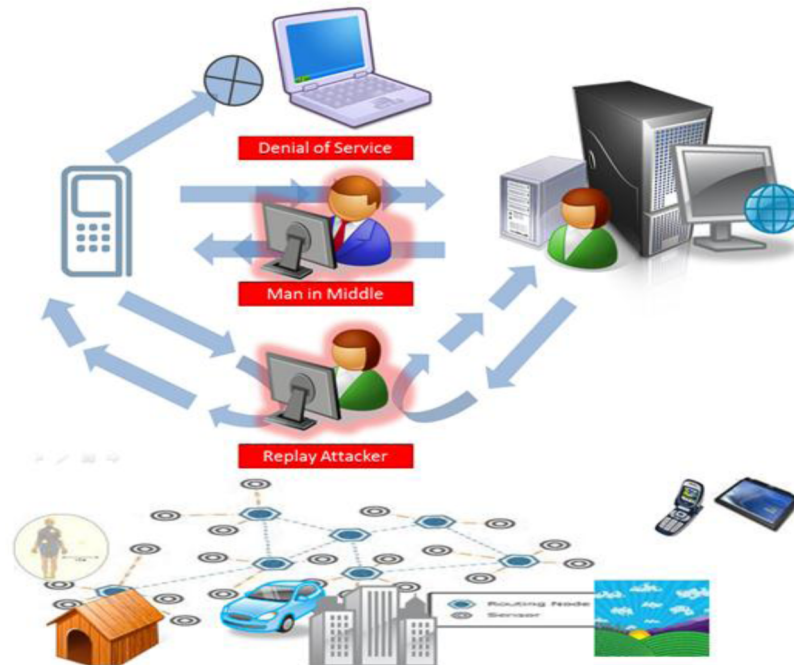 Denial of Service
Man in Middle
Replay Attacker
Routing Node
Sensor